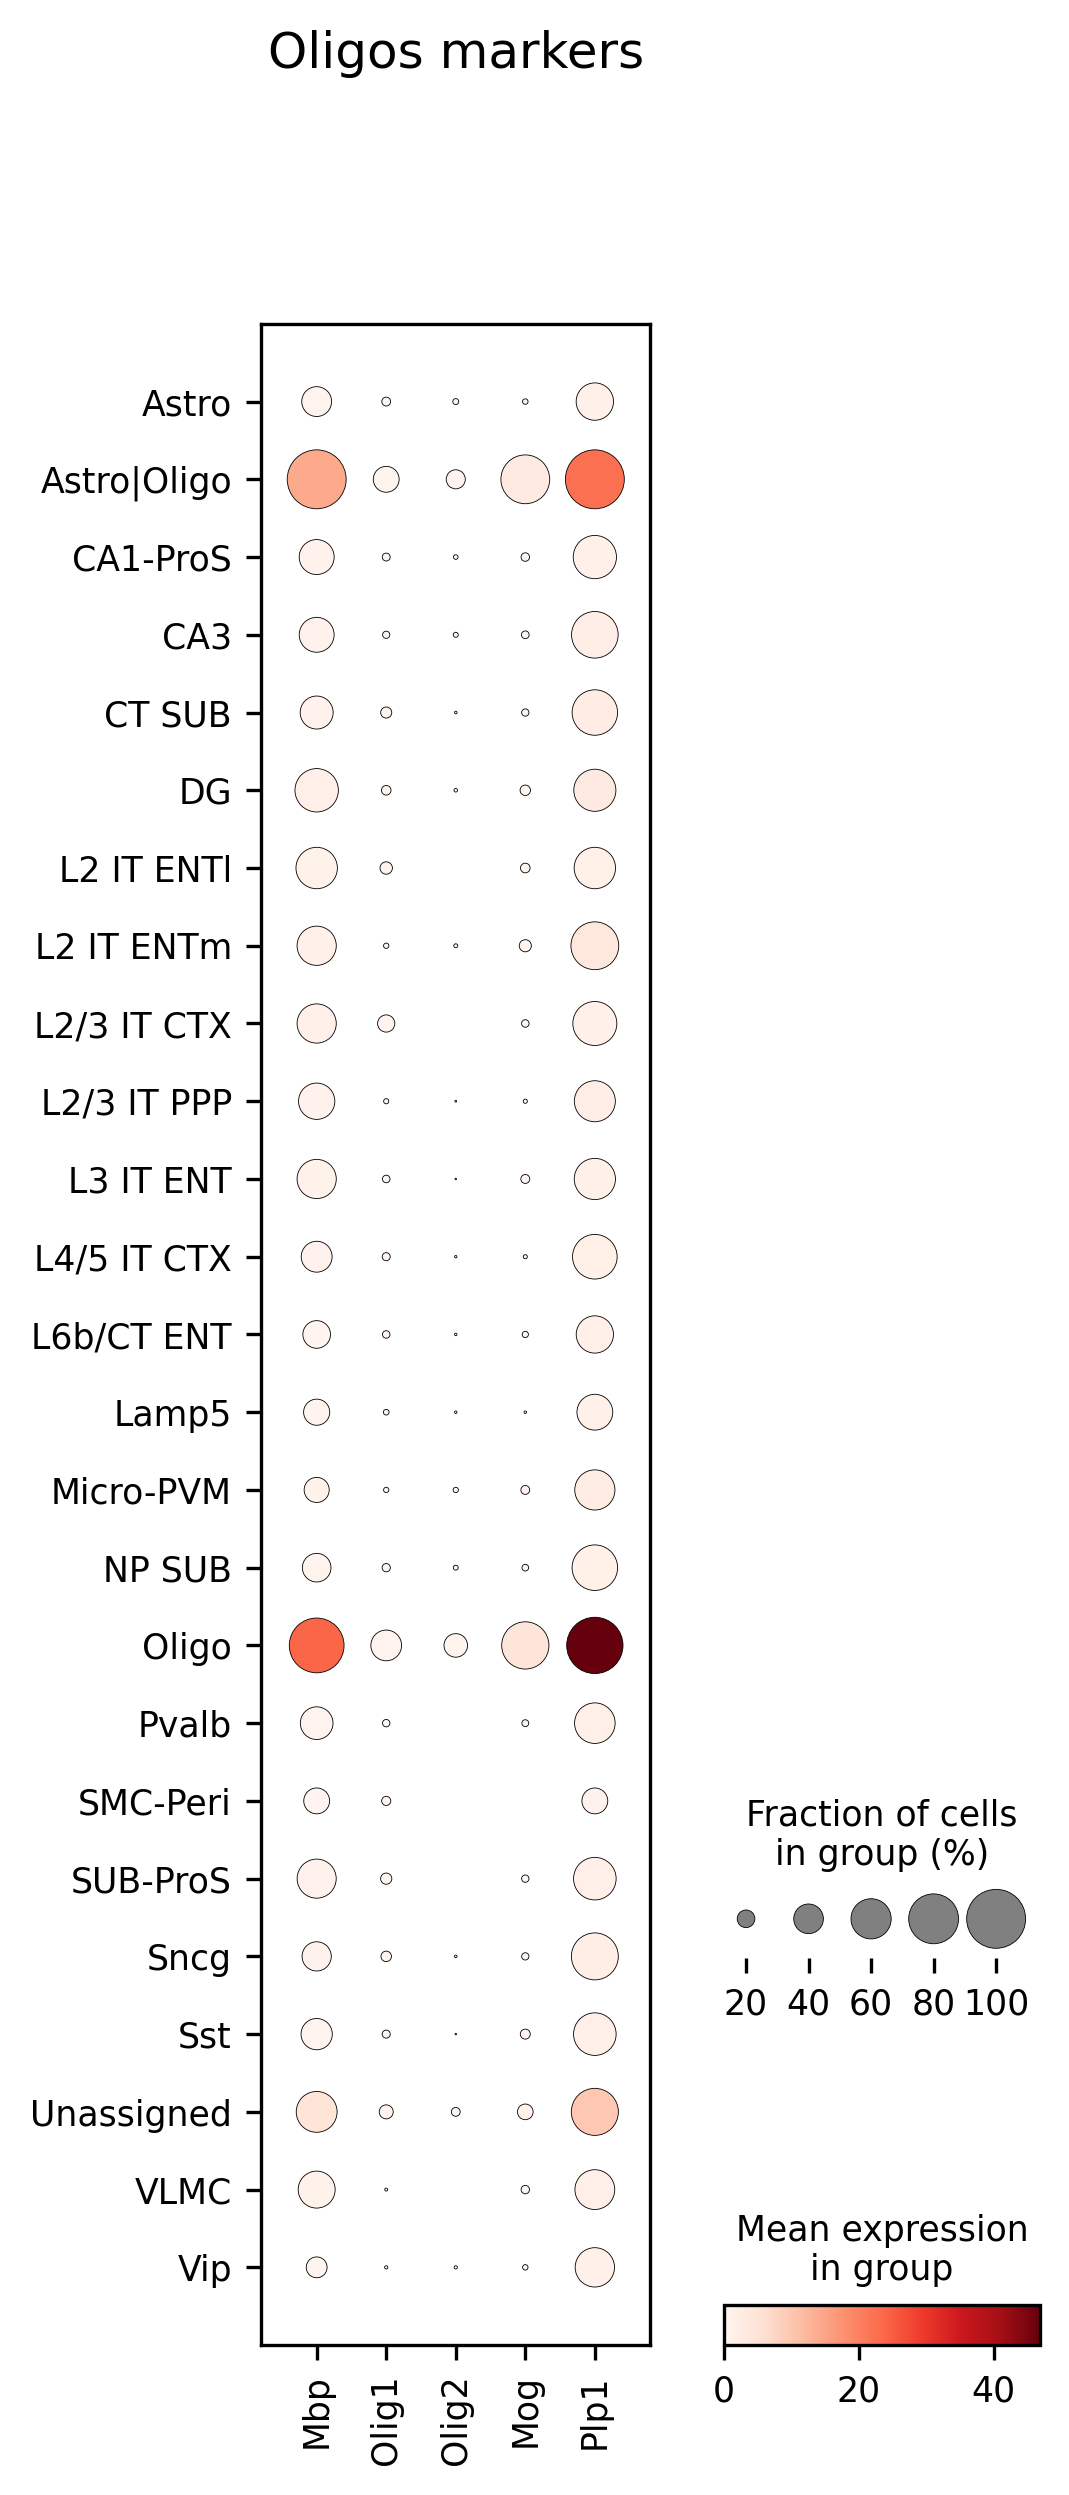 Oligos markers
Astro
Astro|Oligo
CA1-ProS
CA3
CT SUB
DG
L2 IT ENTl
L2 IT ENTm
L2/3 IT CTX
L2/3 IT PPP
L3 IT ENT
L4/5 IT CTX
L6b/CT ENT
Lamp5
Micro-PVM
NP SUB
Oligo
Pvalb
SMC-Peri
SUB-ProS
Sncg
Sst
Unassigned
VLMC
Vip
Mbp
Olig1
Olig2
Mog
Plp1
Fraction of cells
in group (%)
20 40 60 80 100
Mean expression
in group
0 20 40